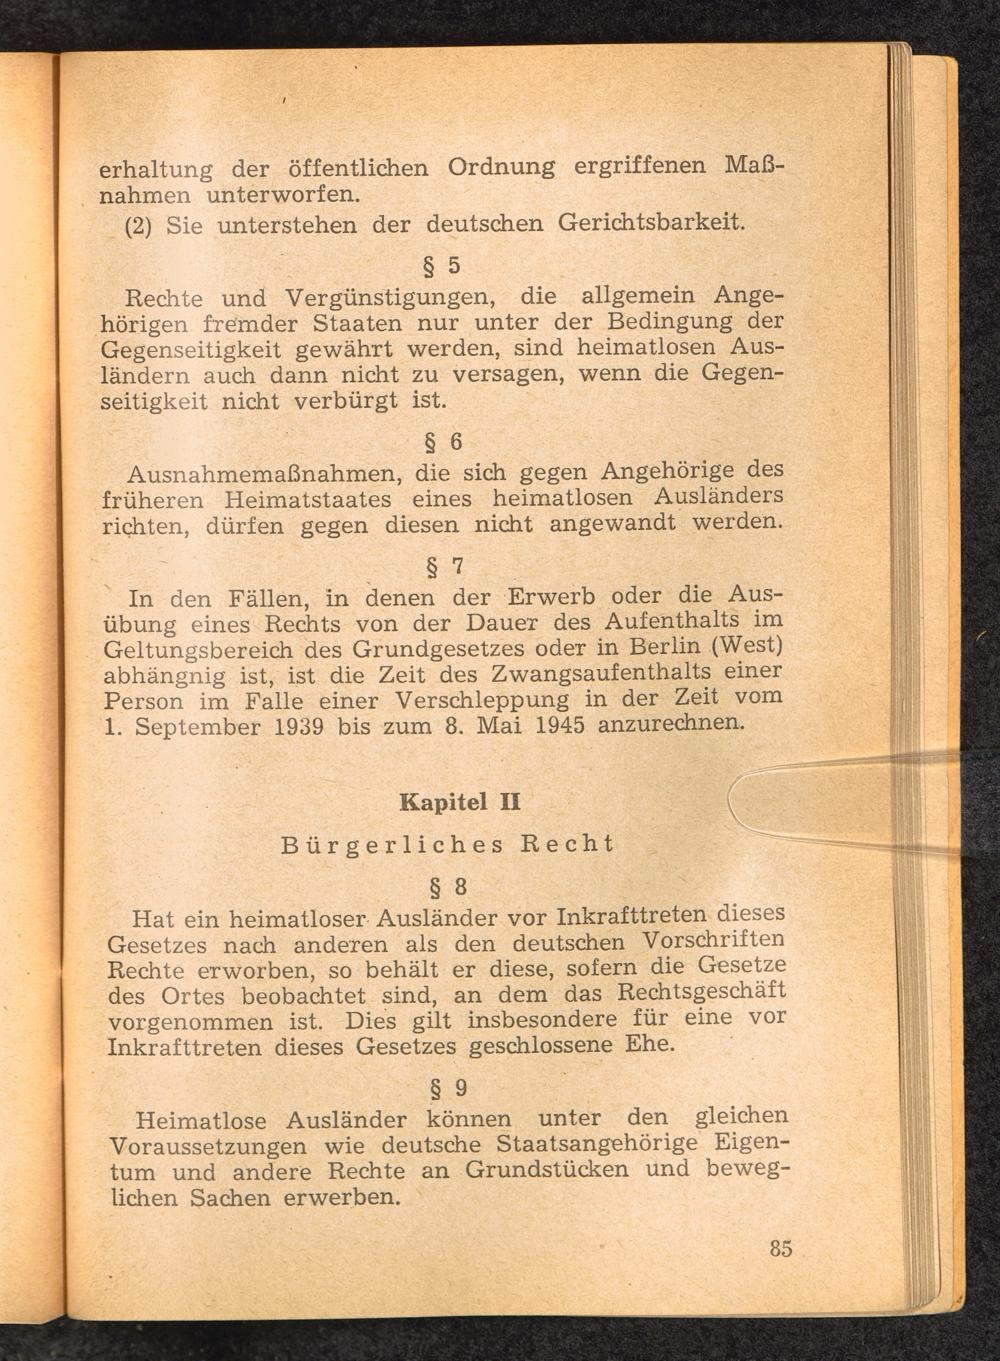 erhaltung der öffentlichen Ordnung ergriffenen Maß-
nahmen unterworfen.
(2) Sie unterstehen der deutschen Gerichtsbarkeit.
§ 5
Rechte und Vergünstigungen, die allgemein Ange-
hörigen fremder Staaten nur unter der Bedingung der
Gegenseitigkeit gewährt werden, sind heimatlosen Aus-
ländern auch dann nicht zu versagen, wenn die Gegen-
seitigkeit nicht verbürgt ist.
§ 6
Ausnahmemaßnahmen, die sich gegen Angehörige des
früheren Heimatstaates eines heimatlosen Ausländers
richten, dürfen gegen diesen nicht angewandt werden.
§ 7
In den Fällen, in denen der Erwerb oder die Aus-
übung eines Rechts von der Dauer des Aufenthalts im
Geltungsbereich des Grundgesetzes oder in Berlin (West)
abhängnig ist, ist die Zeit des Zwangsaufenthalts einer
Person im Falle einer Verschleppung in der Zeit vom
1. September 1939 bis zum 8. Mai 1945 anzurechnen.
Kapitel II
Bürgerliches Recht
§ 8
Hat ein heimatloser Ausländer vor Inkrafttreten dieses
Gesetzes nach anderen als den deutschen Vorschriften
Rechte erworben, so behält er diese, sofern die Gesetze
des Ortes beobachtet sind, an dem das Rechtsgeschäft
vorgenommen ist. Dies gilt insbesondere für eine vor
Inkrafttreten dieses Gesetzes geschlossene Ehe.
§ 9
Heimatlose Ausländer können unter den gleichen
Voraussetzungen wie deutsche Staatsangehörige Eigen-
tum und andere Rechte an Grundstücken und beweg-
lichen Sachen erwerben.
85